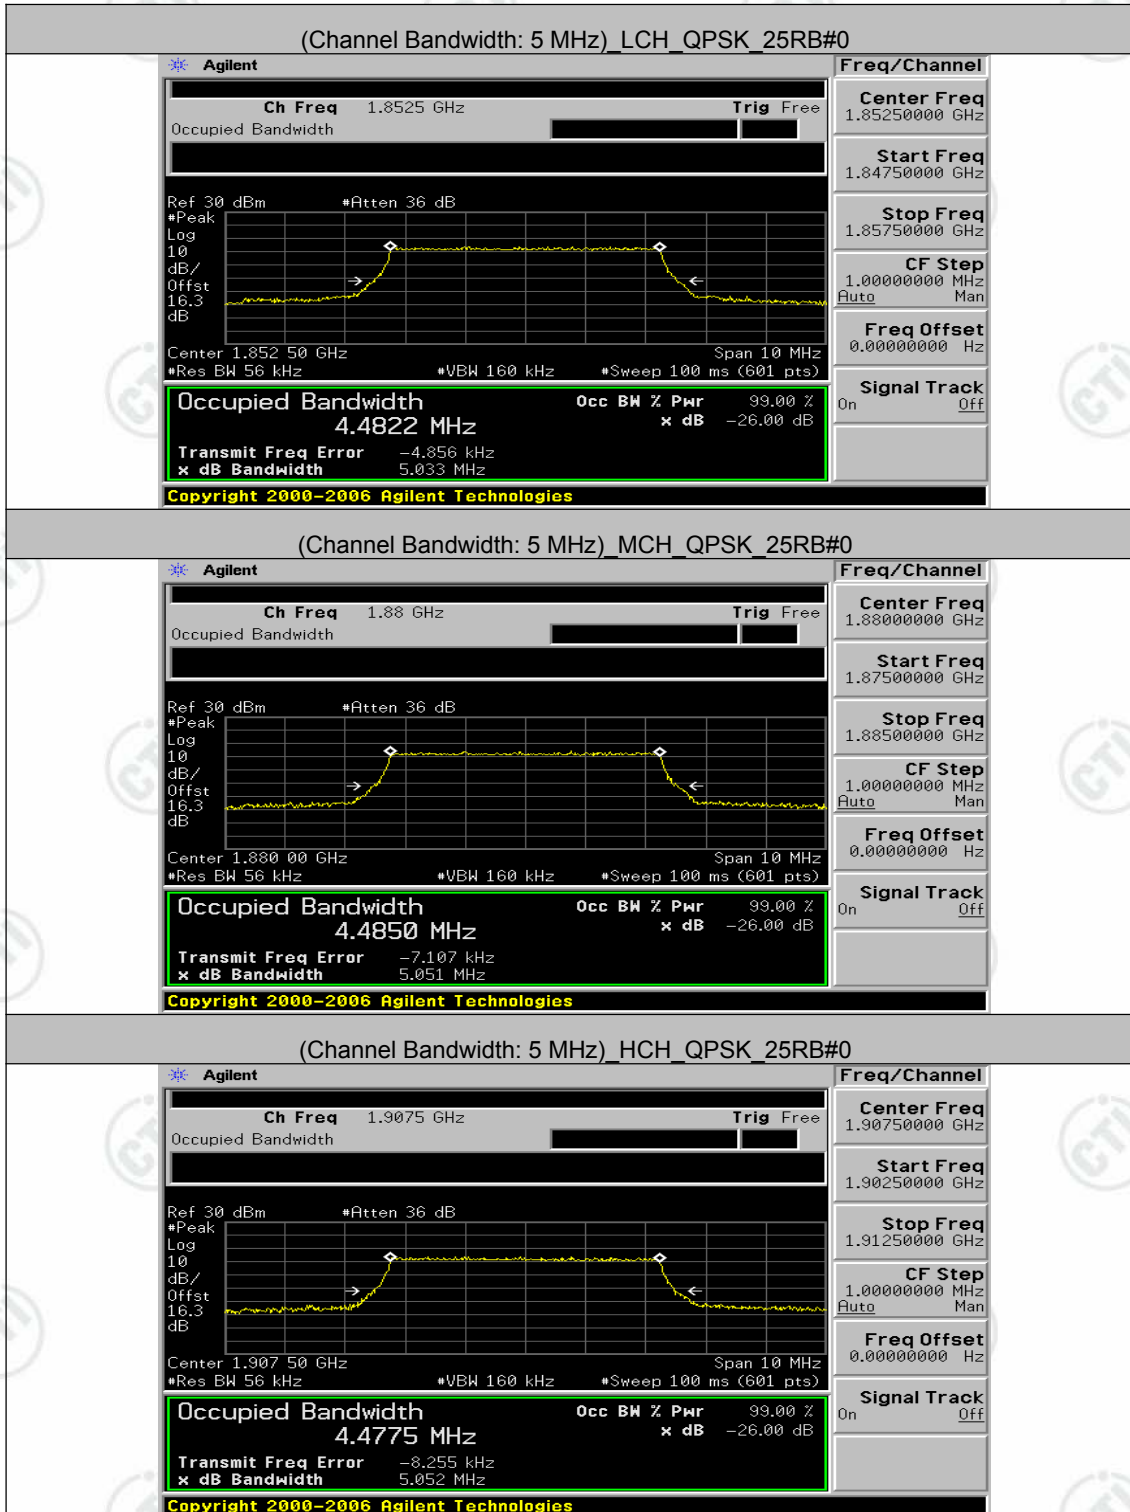 (Channel Bandwidth: 5 MHz)_LCH_QPSK_25RB#0
Agilent
Freq/Channel
Ch Freq 1.8525 GHz Trig Free
Occupied Bandwidth
Center Freq
1.85250000 GHz
Start Freq
1.84750000 GHz
Stop Freq
1.85750000 GHz
CF Step
1.00000000 MHz
Auto Man
Freq Offset
0.00000000 Hz
Signal Track
On Off
Ref 30 dBm #Atten 36 dB
#Peak
Log
10
dB/
Offst
16.3
dB
Center 1.852 50 GHz Span 10 MHz
#Res BW 56 kHz #VBW 160 kHz #Sweep 100 ms (601 pts)
Occupied Bandwidth Occ BW % Pwr 99.00 %
4.4822 MHz x dB -26.00 dB
Transmit Freq Error -4.856 kHz
x dB Bandwidth 5.033 MHz
Copyright 2000-2006 Agilent Technologies
(Channel Bandwidth: 5 MHz)_MCH_QPSK_25RB#0
Agilent
Freq/Channel
Ch Freq 1.88 GHz Trig Free
Occupied Bandwidth
Center Freq
1.88000000 GHz
Start Freq
1.87500000 GHz
Stop Freq
1.88500000 GHz
CF Step
1.00000000 MHz
Auto Man
Freq Offset
0.00000000 Hz
Signal Track
On Off
Ref 30 dBm #Atten 36 dB
#Peak
Log
10
dB/
Offst
16.3
dB
Center 1.880 00 GHz Span 10 MHz
#Res BW 56 kHz #VBW 160 kHz #Sweep 100 ms (601 pts)
Occupied Bandwidth Occ BW % Pwr 99.00 %
4.4850 MHz x dB -26.00 dB
Transmit Freq Error -7.107 kHz
x dB Bandwidth 5.051 MHz
Copyright 2000-2006 Agilent Technologies
(Channel Bandwidth: 5 MHz)_HCH_QPSK_25RB#0
Agilent
Freq/Channel
Ch Freq 1.9075 GHz Trig Free
Occupied Bandwidth
Center Freq
1.90750000 GHz
Start Freq
1.90250000 GHz
Stop Freq
1.91250000 GHz
CF Step
1.00000000 MHz
Auto Man
Freq Offset
0.00000000 Hz
Signal Track
On Off
Ref 30 dBm #Atten 36 dB
#Peak
Log
10
dB/
Offst
16.3
dB
Center 1.907 50 GHz Span 10 MHz
#Res BW 56 kHz #VBW 160 kHz #Sweep 100 ms (601 pts)
Occupied Bandwidth Occ BW % Pwr 99.00 %
4.4775 MHz x dB -26.00 dB
Transmit Freq Error -8.255 kHz
x dB Bandwidth 5.052 MHz
Copyright 2000-2006 Agilent Technologies